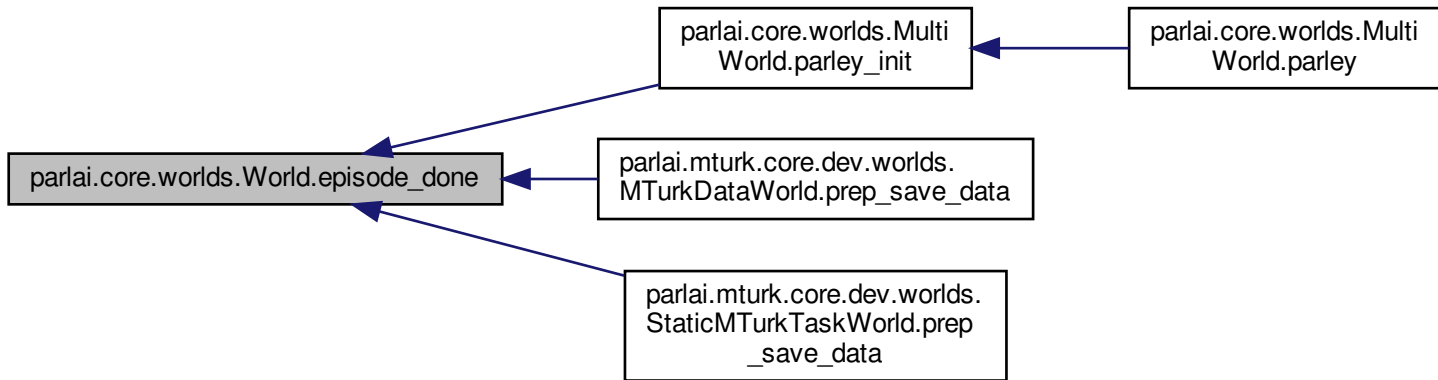 parlai.core.worlds.World.episode_done
parlai.core.worlds.Multi
World.parley_init
parlai.core.worlds.Multi
World.parley
parlai.mturk.core.dev.worlds.
MTurkDataWorld.prep_save_data
parlai.mturk.core.dev.worlds.
StaticMTurkTaskWorld.prep
_save_data